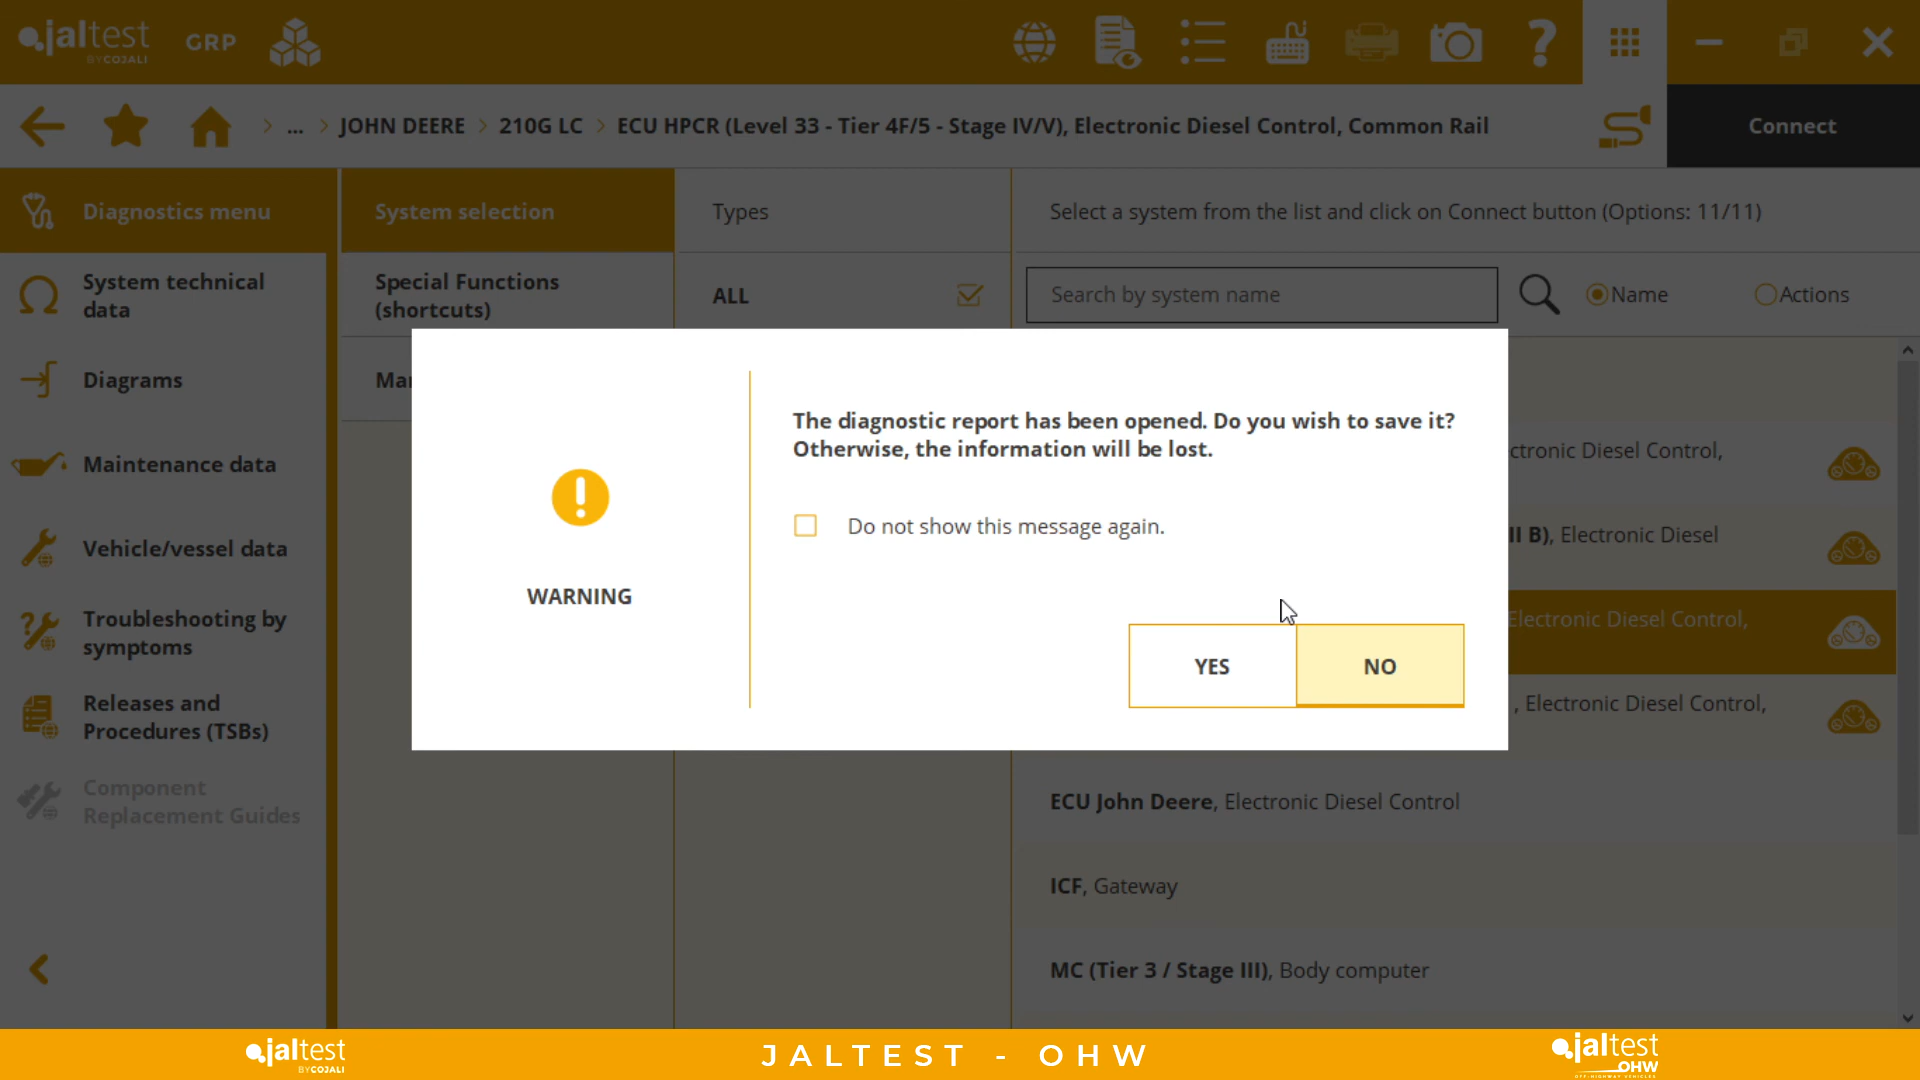 jaltest
BY COJALI
GRP
... JOHN DEERE 210G LC ECU HPCR (Level 33 - Tier 4F/5 - Stage IV/V), Electronic Diesel Control, Common Rail
Connect
Diagnostics menu
System technical
data
Diagrams
Maintenance data
Vehicle/vessel data
Troubleshooting by
symptoms
Releases and
Procedures (TSBs)
Component
Replacement Guides
System selection
Special Functions
(shortcuts)
Mar
Types
ALL
Select a system from the list and click on Connect button (Options: 11/11)
Search by system name
Name
Actions
ctronic Diesel Control,
II B), Electronic Diesel
Electronic Diesel Control,
, Electronic Diesel Control,
ECU John Deere, Electronic Diesel Control
ICF, Gateway
MC (Tier 3 / Stage III), Body computer
WARNING
The diagnostic report has been opened. Do you wish to save it?
Otherwise, the information will be lost.
Do not show this message again.
YES
NO
jaltest
BYCOJALI
JALTEST - OHW
jaltest
OHW